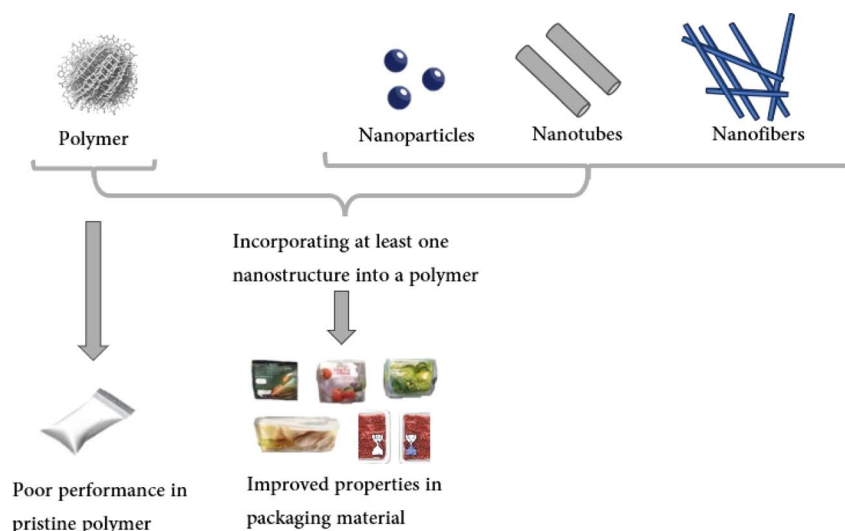 Polymer
Nanoparticles
Nanotubes
Nanofibers
Incorporating at least one
nanostructure into a polymer
Poor performance in
pristine polymer
Improved properties in
packaging material